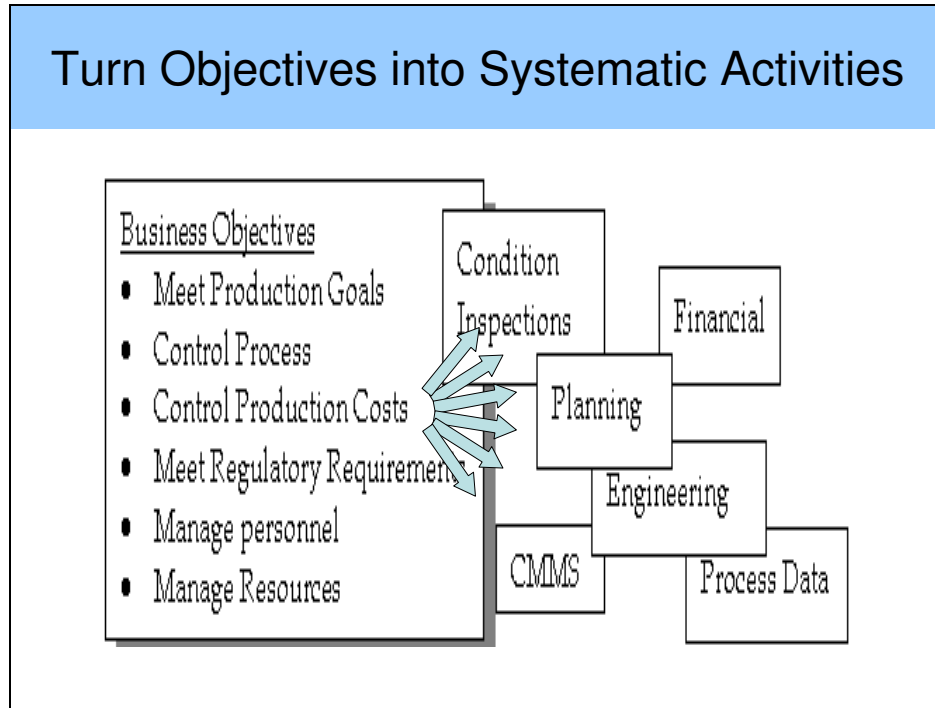 Turn Objectives into Systematic Activities
Business Objectives
• Meet Production Goals
• Control Process
• Control Production Costs
• Meet Regulatory Requirements
• Manage personnel
• Manage Resources
Condition
Inspections
Financial
Planning
Engineering
CMMS
Process Data